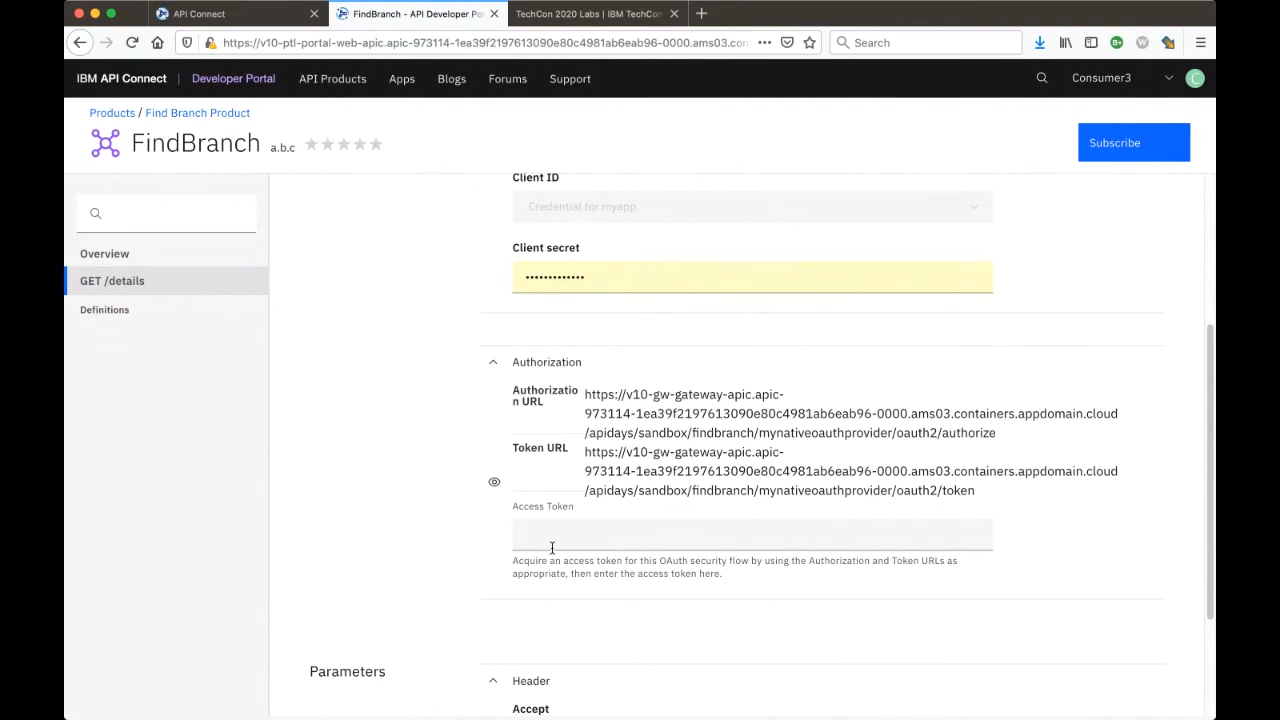 API Connect
FindBranch - API Developer Po
TechCon 2020 Labs | IBM TechCon
https://v10-ptl-portal-web-apic.apic-973114-1ea39f2197613090e80c4981ab6eab96-0000.ams03.con
Search
IBM API Connect | Developer Portal API Products Apps Blogs Forums Support Consumer3 C
Products / Find Branch Product
FindBranch a.b.c
Subscribe
Overview
GET /details
Definitions
Client ID
Credential for myapp
Client secret
•••••••••••••
Authorization
Authorizatio
n URL
https://v10-gw-gateway-apic.apic-
973114-1ea39f2197613090e80c4981ab6eab96-0000.ams03.containers.appdomain.cloud
/apidays/sandbox/findbranch/mynativeoauthprovider/oauth2/authorize
Token URL
https://v10-gw-gateway-apic.apic-
973114-1ea39f2197613090e80c4981ab6eab96-0000.ams03.containers.appdomain.cloud
/apidays/sandbox/findbranch/mynativeoauthprovider/oauth2/token
Access Token
Acquire an access token for this OAuth security flow by using the Authorization and Token URLs as
appropriate, then enter the access token here.
Parameters
Header
Accept